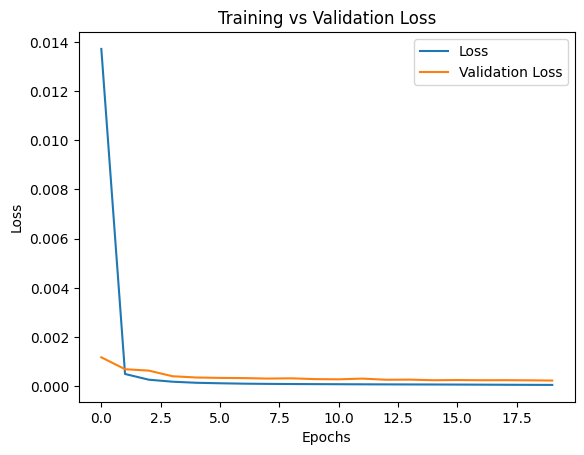 Training vs Validation Loss
Loss
Validation Loss
0.014
0.012
0.010
0.008
0.006
0.004
0.002
0.000
Loss
0.0 2.5 5.0 7.5 10.0 12.5 15.0 17.5
Epochs